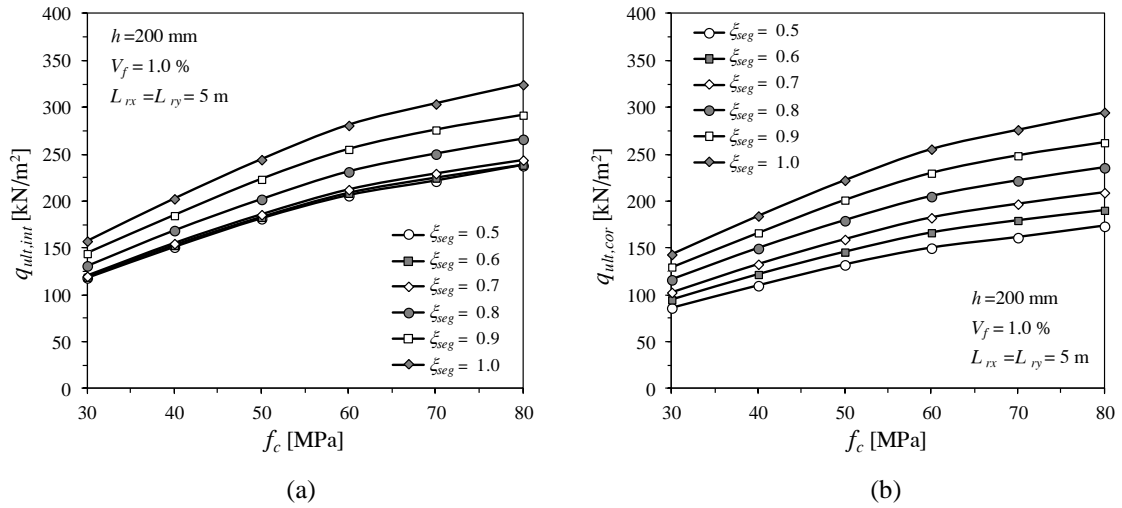 400
350
300
250
200
150
100
50
0
q_ult,int [kN/m²]
h=200 mm
V_f = 1.0 %
L_rx = L_ry = 5 m
ξ_seg = 0.5
ξ_seg = 0.6
ξ_seg = 0.7
ξ_seg = 0.8
ξ_seg = 0.9
ξ_seg = 1.0
30 40 50 60 70 80
f_c [MPa]
(a)
400
350
300
250
200
150
100
50
0
q_ult,cor [kN/m²]
ξ_seg = 0.5
ξ_seg = 0.6
ξ_seg = 0.7
ξ_seg = 0.8
ξ_seg = 0.9
ξ_seg = 1.0
h=200 mm
V_f = 1.0 %
L_rx = L_ry = 5 m
30 40 50 60 70 80
f_c [MPa]
(b)